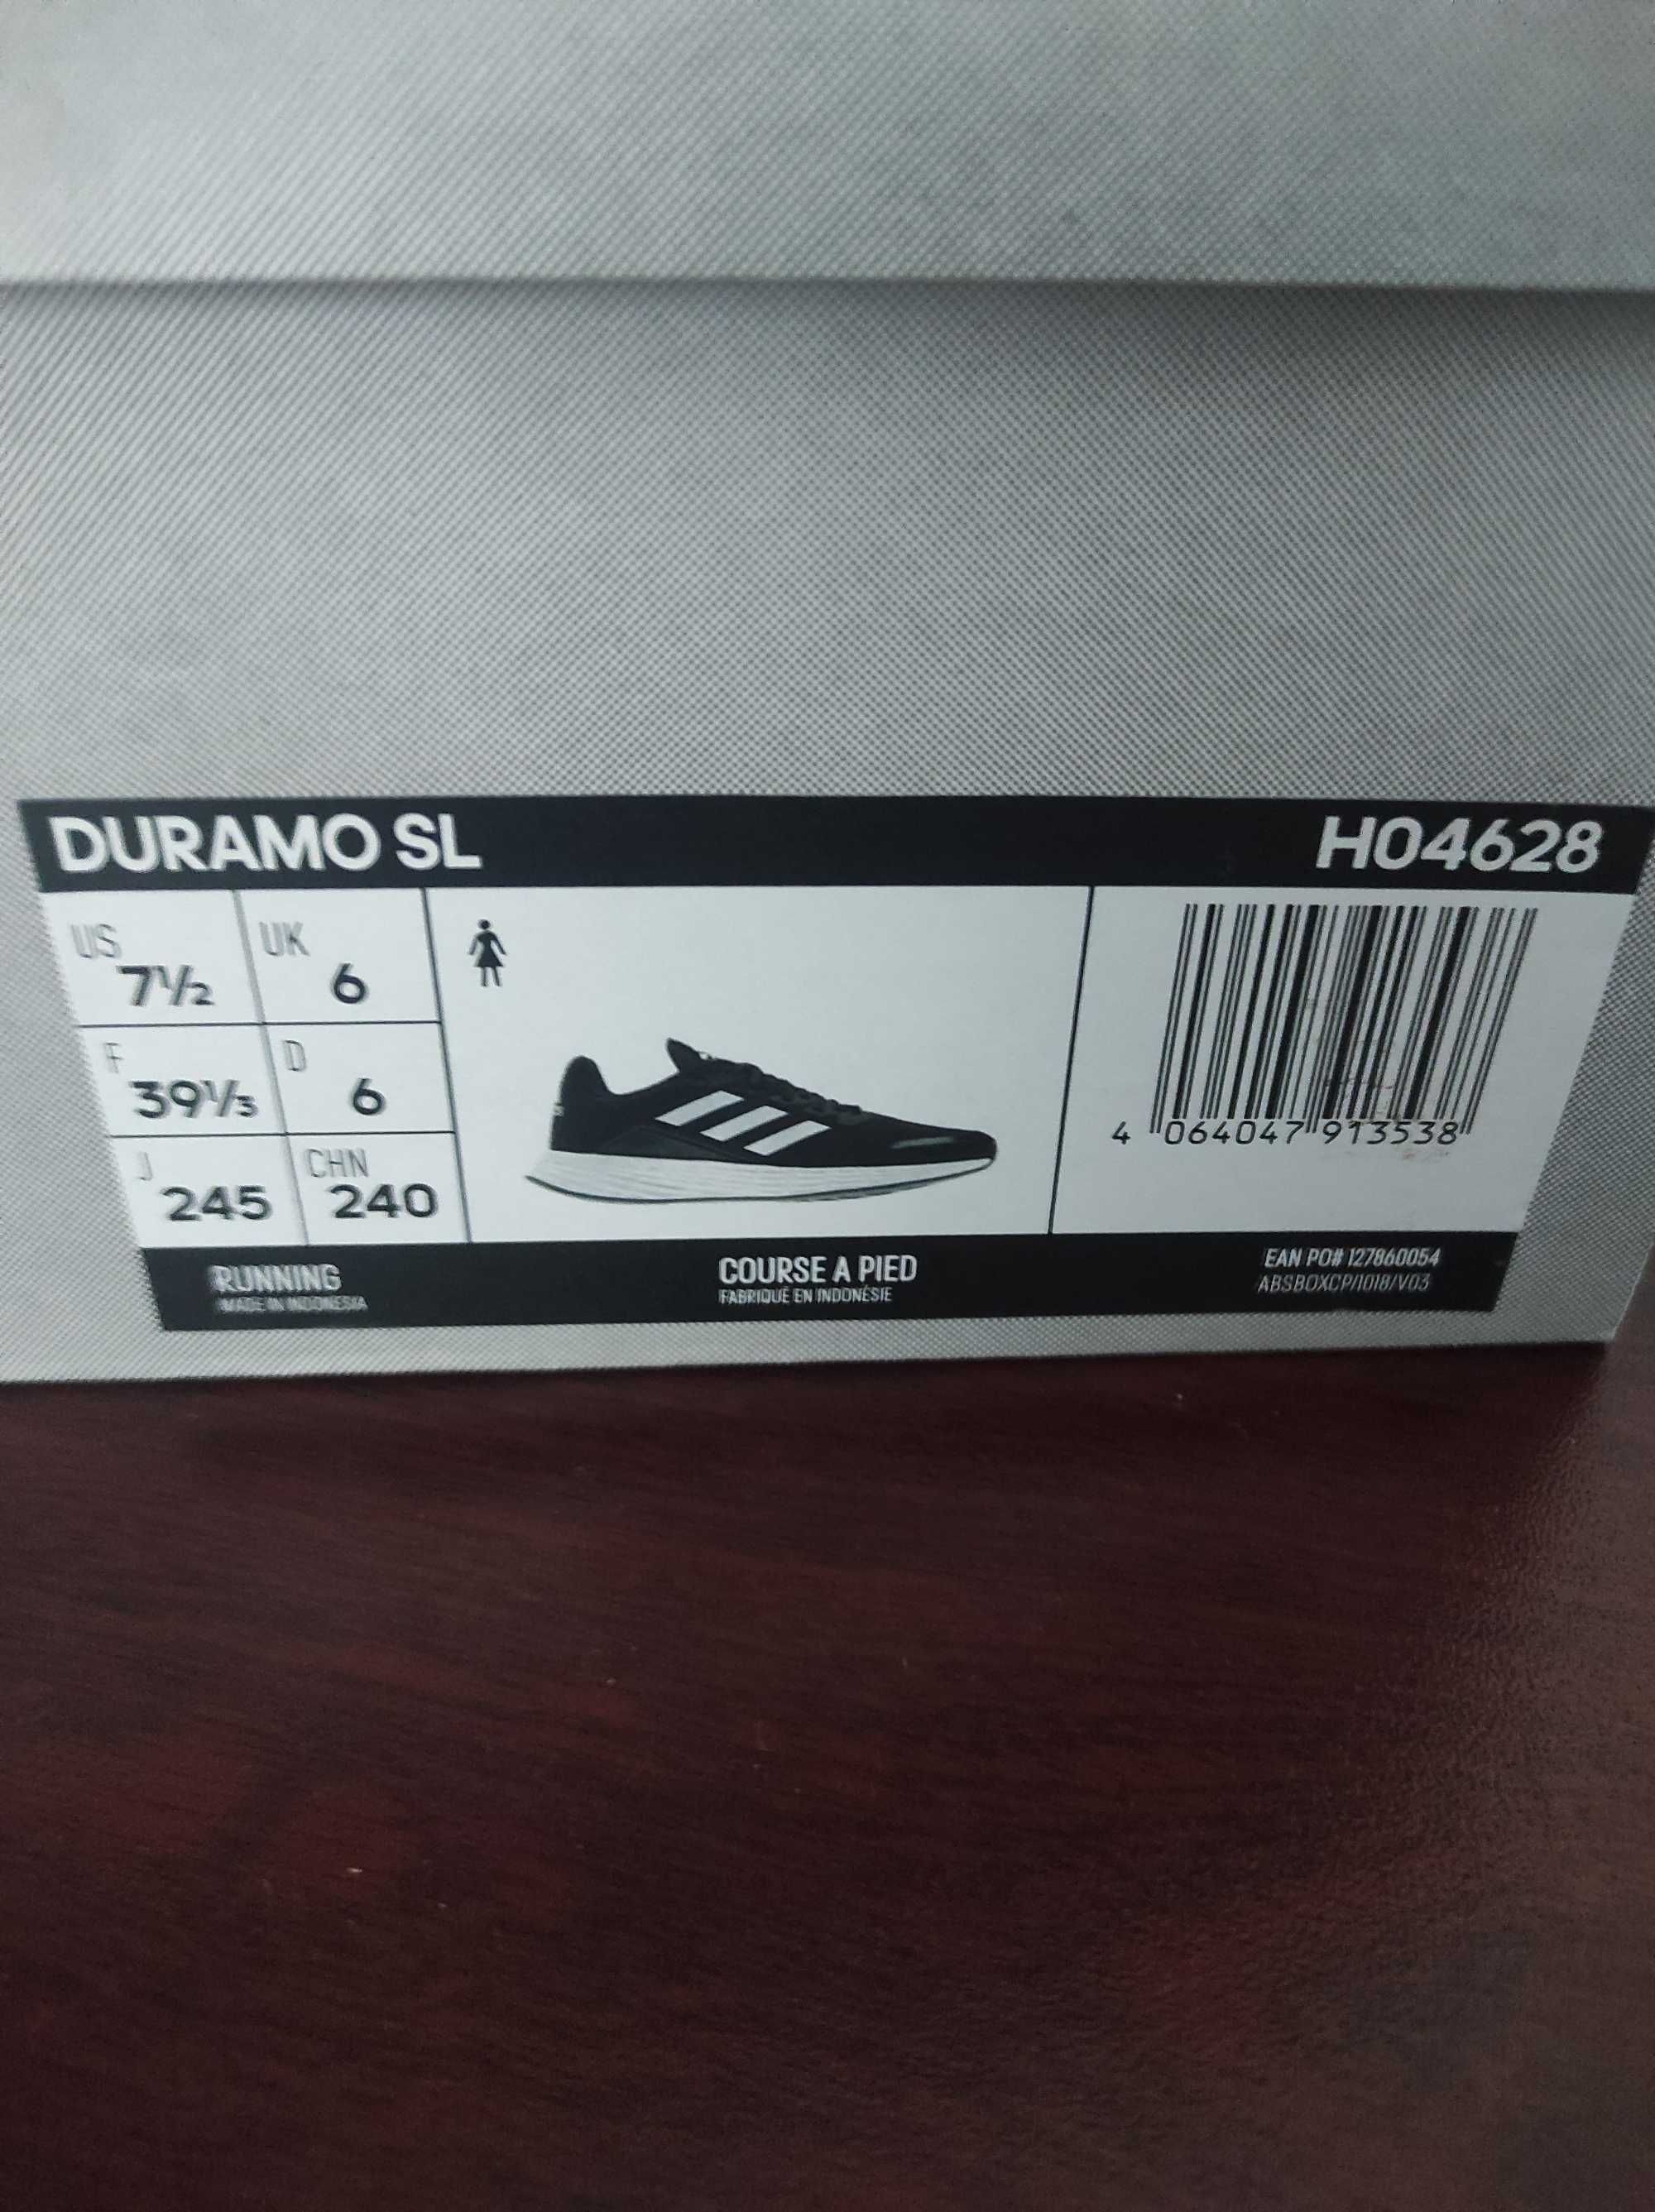 DURAMO SL H04628
US 7½ UK 6
F 39⅓ D 6
J 245 CHN 240
4 064047 913538
RUNNING
MADE IN INDONESIA
COURSE A PIED
FABRIQUÉ EN INDONÉSIE
EAN PO# 127860054
ABSBOXCP/1018/V03